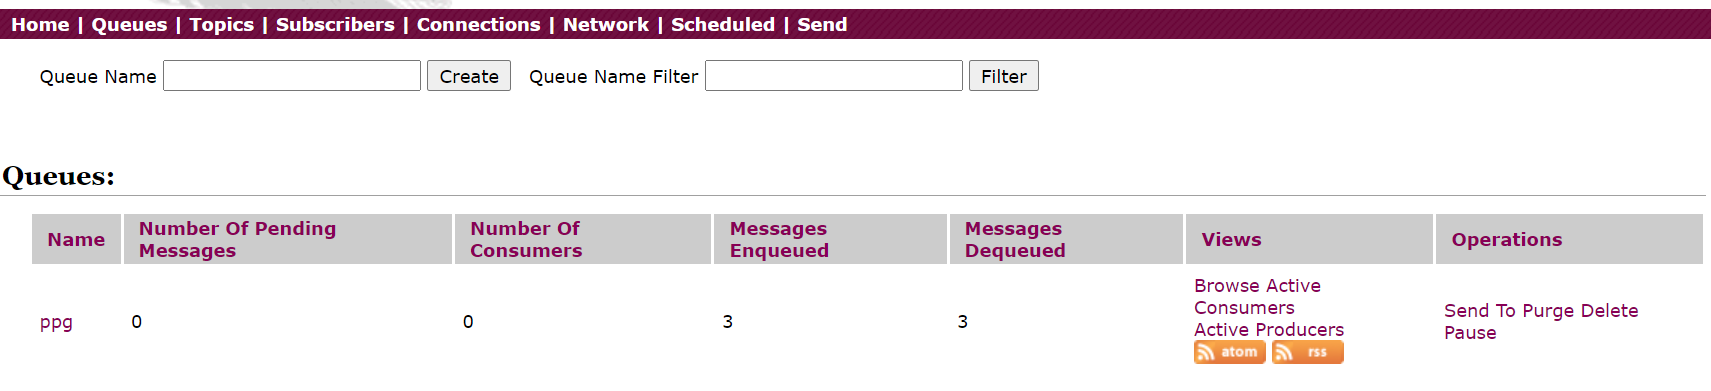 Home | Queues | Topics | Subscribers | Connections | Network | Scheduled | Send
Queue Name Create Queue Name Filter Filter
Queues:
Name Number Of Pending Messages Number Of Consumers Messages Enqueued Messages Dequeued Views Operations
ppg 0 0 3 3
Browse Active
Consumers
Active Producers
atom rss
Send To Purge Delete
Pause